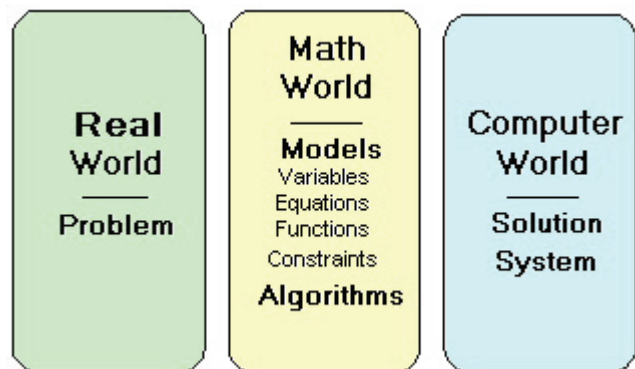 Real
World
Problem
Math
World
Models
Variables
Equations
Functions
Constraints
Algorithms
Computer
World
Solution
System